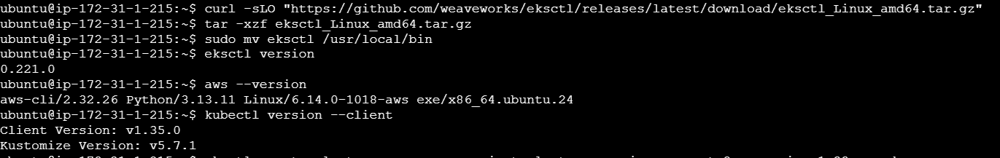 ubuntu@ip-172-31-1-215:~$ curl -sLO "https://github.com/weaveworks/eksctl/releases/latest/download/eksctl_Linux_amd64.tar.gz"
ubuntu@ip-172-31-1-215:~$ tar -xzf eksctl_Linux_amd64.tar.gz
ubuntu@ip-172-31-1-215:~$ sudo mv eksctl /usr/local/bin
ubuntu@ip-172-31-1-215:~$ eksctl version
0.221.0
ubuntu@ip-172-31-1-215:~$ aws --version
aws-cli/2.32.26 Python/3.13.11 Linux/6.14.0-1018-aws exe/x86_64.ubuntu.24
ubuntu@ip-172-31-1-215:~$ kubectl version --client
Client Version: v1.35.0
Kustomize Version: v5.7.1